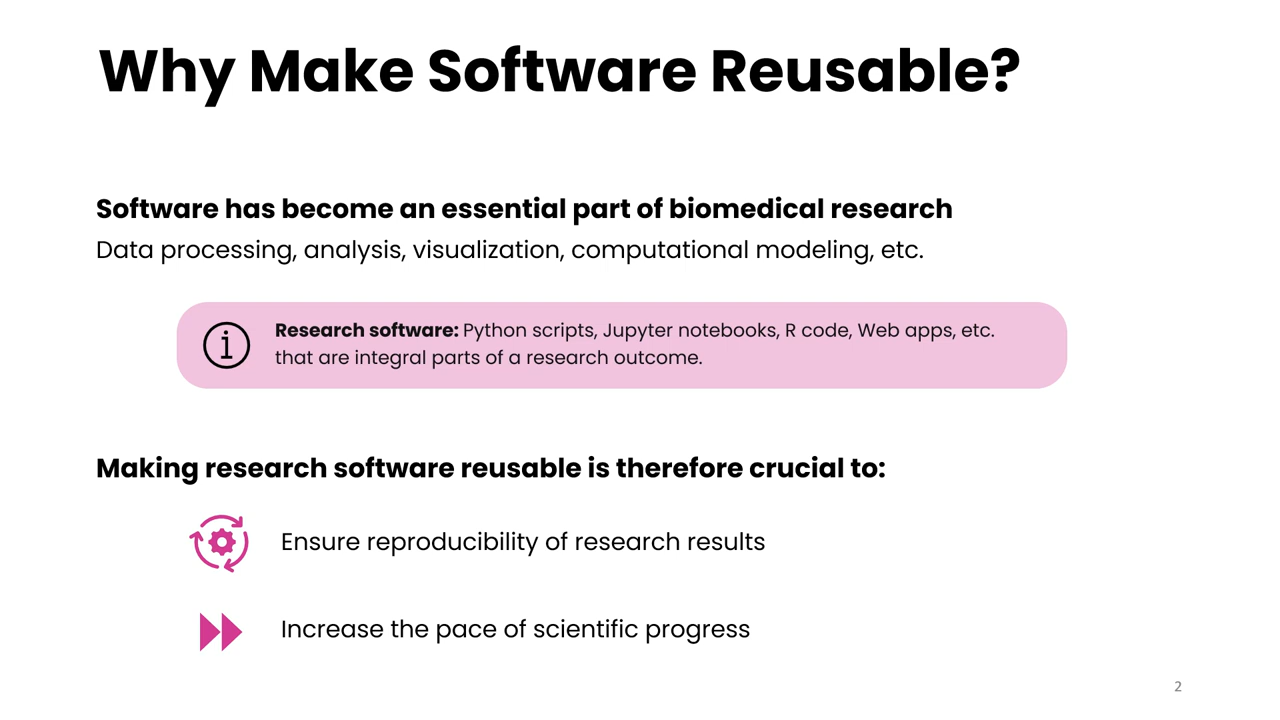 Why Make Software Reusable?
Software has become an essential part of biomedical research
Data processing, analysis, visualization, computational modeling, etc.
Research software: Python scripts, Jupyter notebooks, R code, Web apps, etc.
that are integral parts of a research outcome.
Making research software reusable is therefore crucial to:
Ensure reproducibility of research results
Increase the pace of scientific progress
2